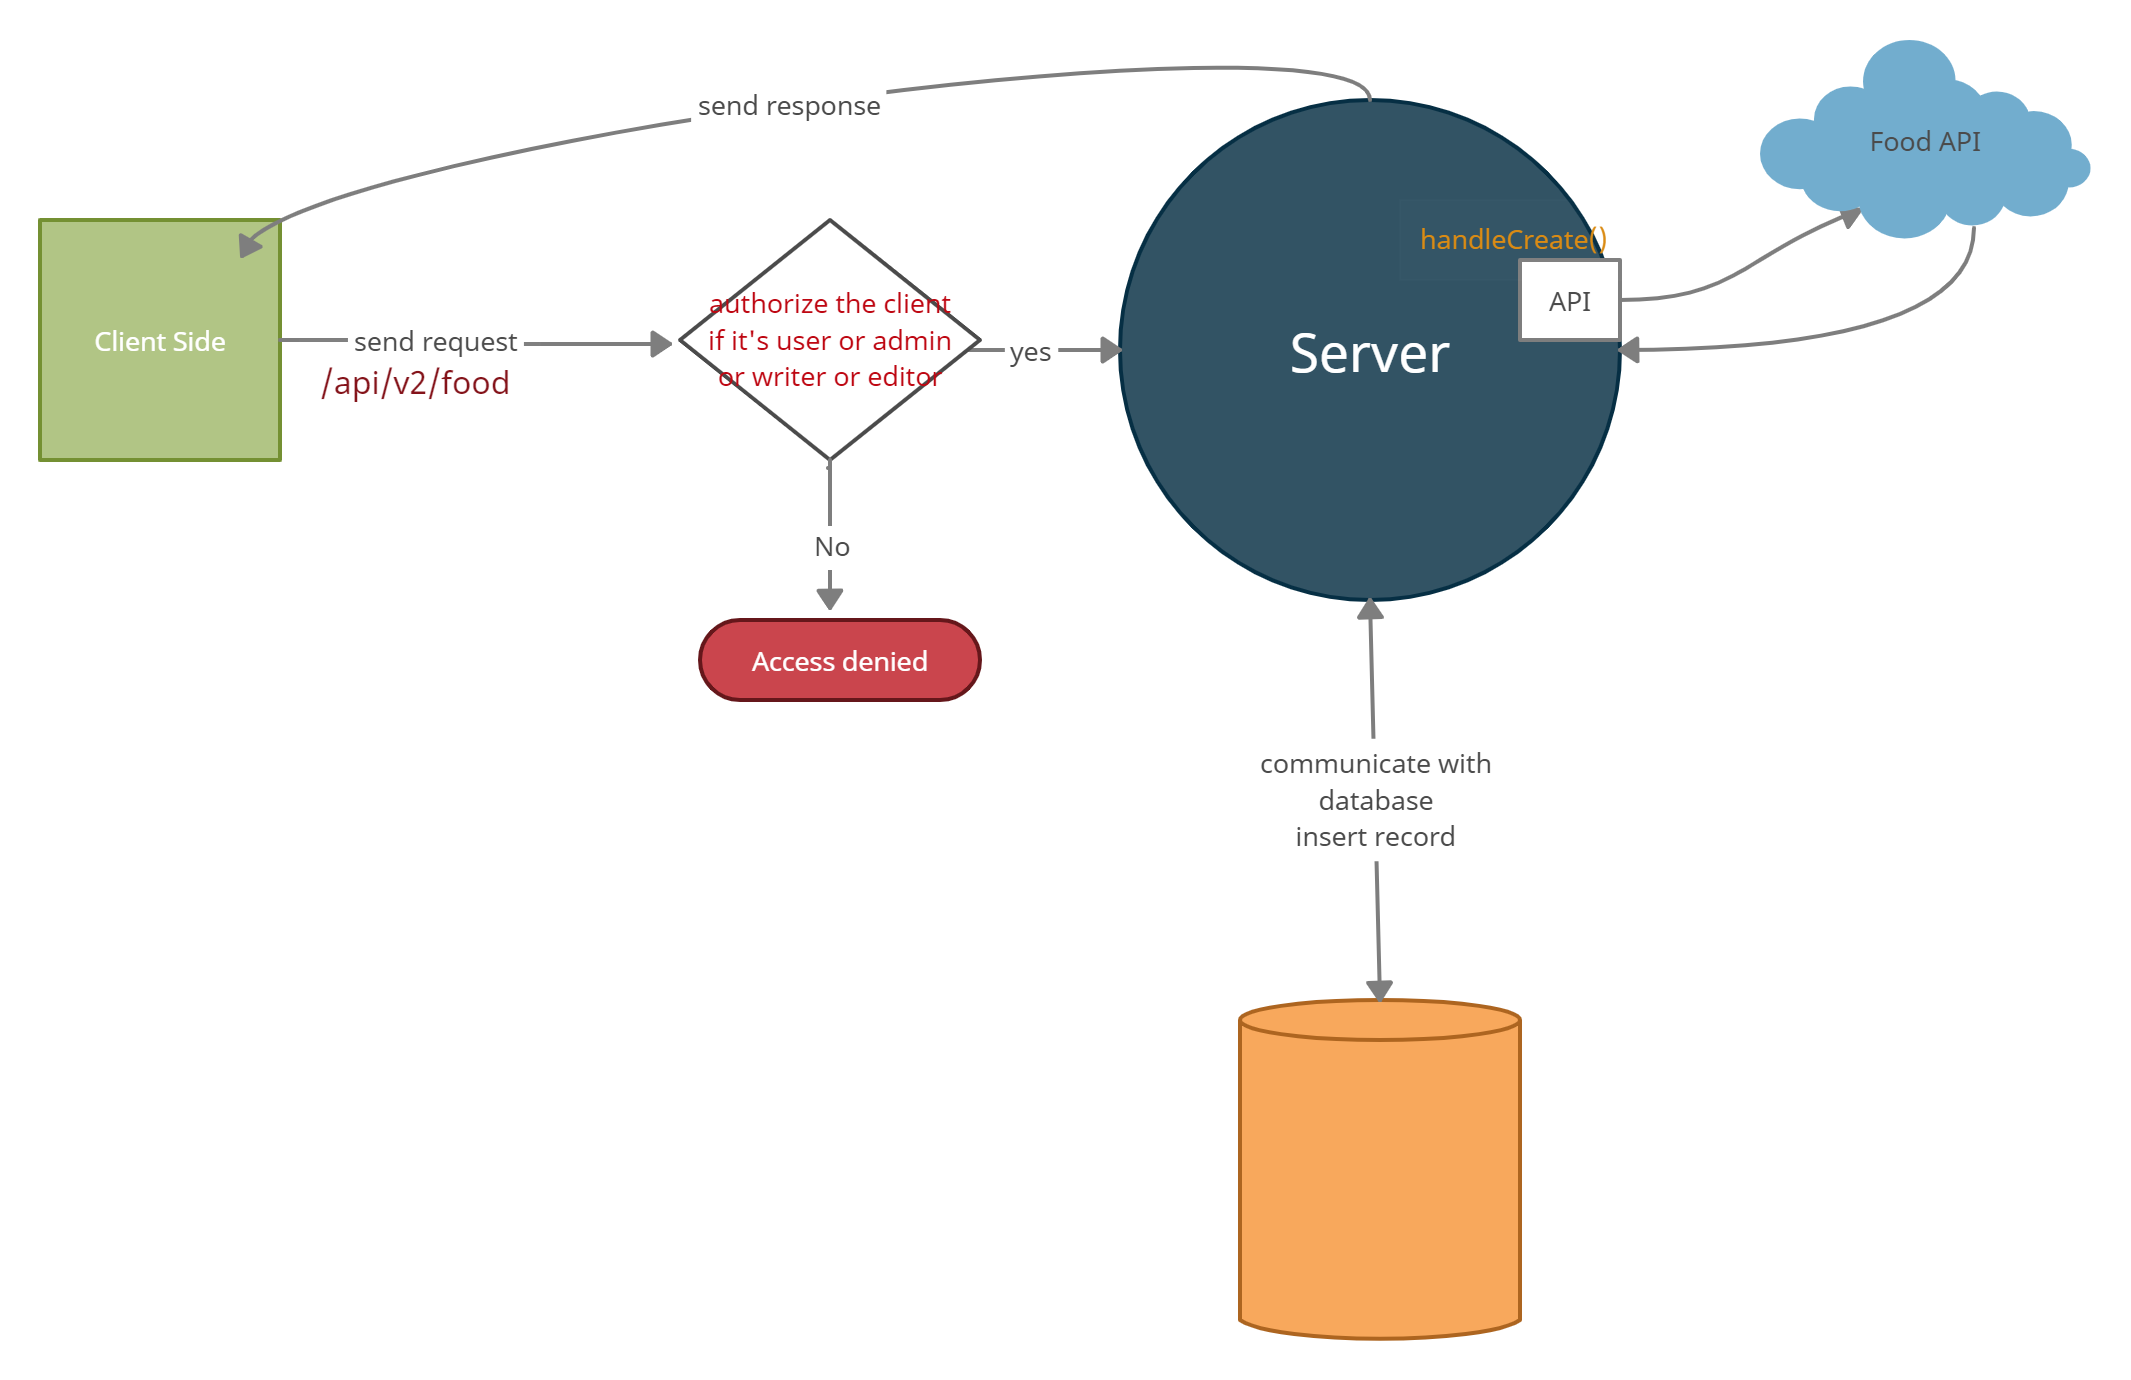 send response
Food API
handleCreate()
API
Client Side
send request
/api/v2/food
authorize the client
if it's user or admin
or writer or editor
yes
Server
No
Access denied
communicate with
database
insert record